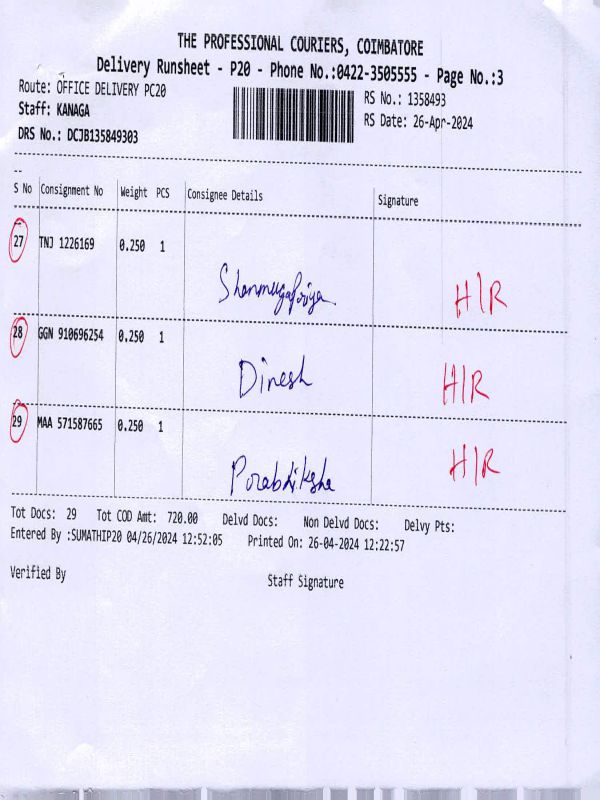 THE PROFESSIONAL COURIERS, COIMBATORE
Delivery Runsheet - P20 - Phone No.:0422-3505555 - Page No.:3
Route: OFFICE DELIVERY PC20 RS No.: 1358493
Staff: KANAGA RS Date: 26-Apr-2024
DRS No.: DCJB135849303
--
S No Consignment No Weight PCS Consignee Details Signature
--
27 TNJ 1226169 0.250 1
Shanmugapriya H/R
28 GGN 910696254 0.250 1
Dinesh H/R
29 MAA 571587665 0.250 1
Porabhiksha H/R
Tot Docs: 29 Tot COD Amt: 720.00 Delvd Docs: Non Delvd Docs: Delvy Pts:
Entered By :SUMATHIP20 04/26/2024 12:52:05 Printed On: 26-04-2024 12:22:57
Verified By Staff Signature